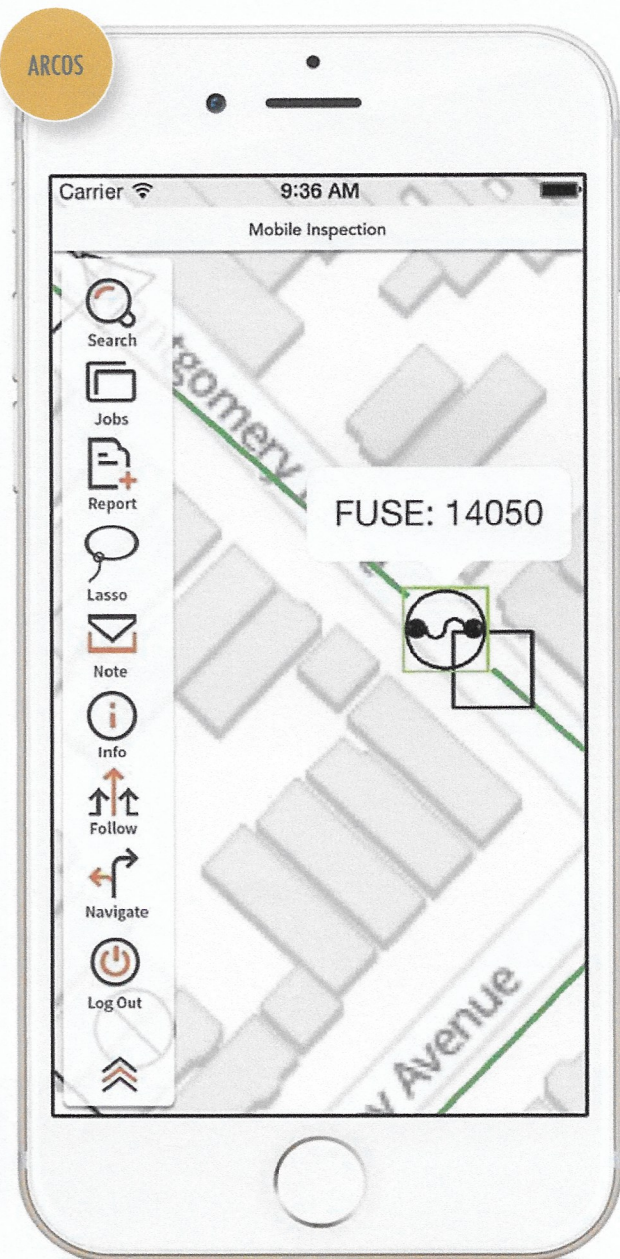 ARCOS
Carrier
9:36 AM
Mobile Inspection
Search
Jobs
Report
Lasso
Note
Info
Follow
Navigate
Log Out
FUSE: 14050
Avenue